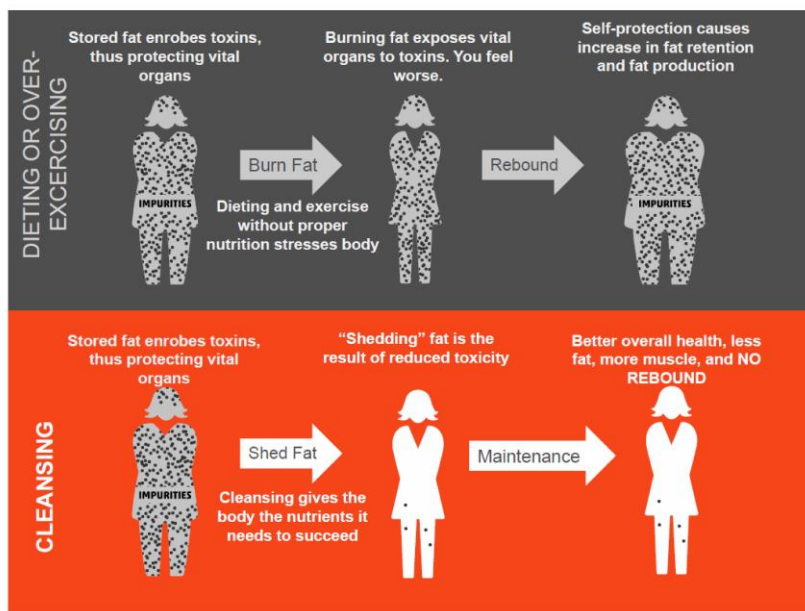 DIETING OR OVER-
EXCERCISING
Stored fat enrobes toxins,
thus protecting vital
organs
IMPURITIES
Burn Fat
Dieting and exercise
without proper
nutrition stresses body
Burning fat exposes vital
organs to toxins. You feel
worse.
Rebound
Self-protection causes
increase in fat retention
and fat production
IMPURITIES
CLEANSING
Stored fat enrobes toxins,
thus protecting vital
organs
IMPURITIES
Shed Fat
Cleansing gives the
body the nutrients it
needs to succeed
“Shedding” fat is the
result of reduced toxicity
Maintenance
Better overall health, less
fat, more muscle, and NO
REBOUND